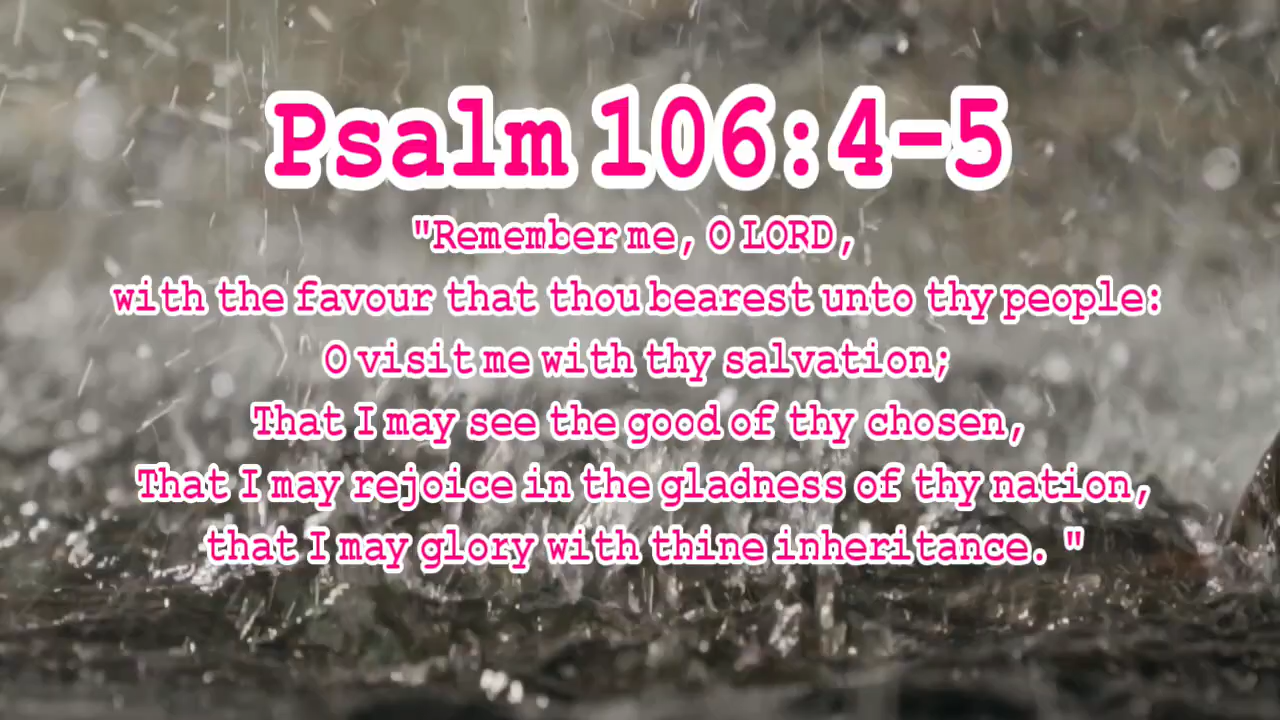 Psalm 106:4-5
"Remember me, O LORD,
with the favour that thou bearest unto thy people:
O visit me with thy salvation;
That I may see the good of thy chosen,
That I may rejoice in the gladness of thy nation,
that I may glory with thine inheritance. "